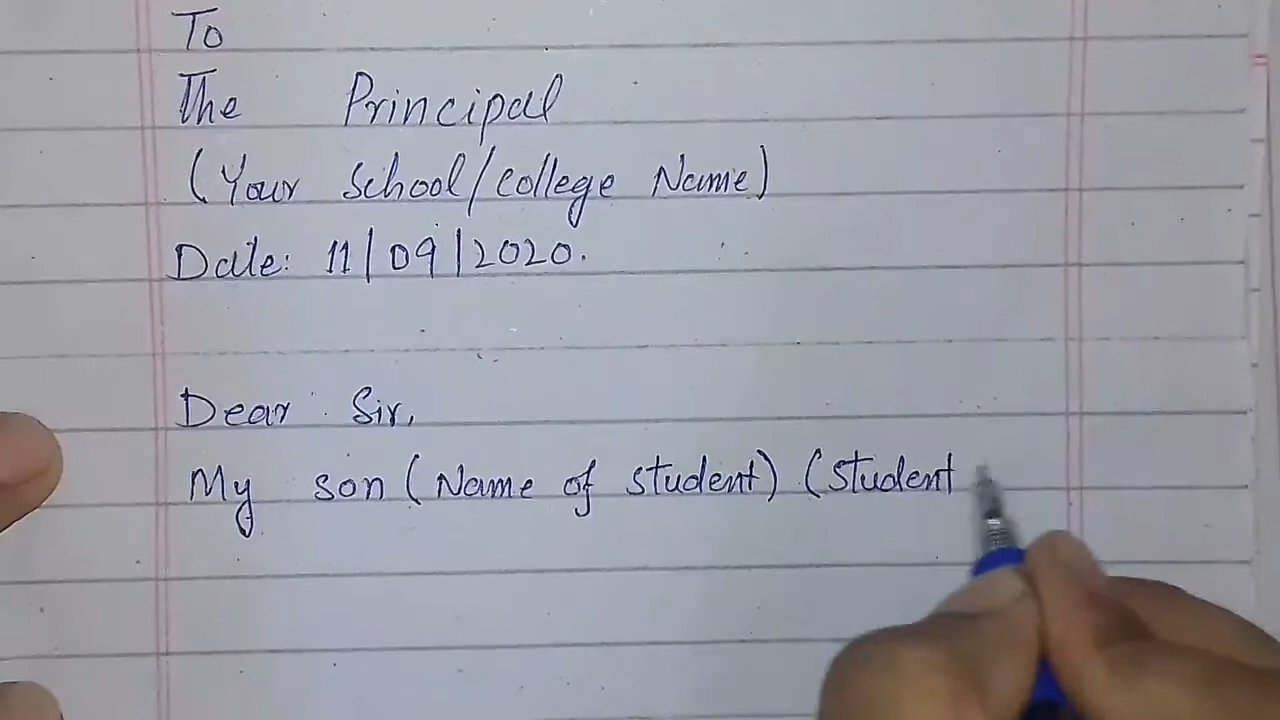 To
The Principal
(Your School/College Name)
Date: 11/09/2020.
Dear Sir,
My son (Name of student) (student